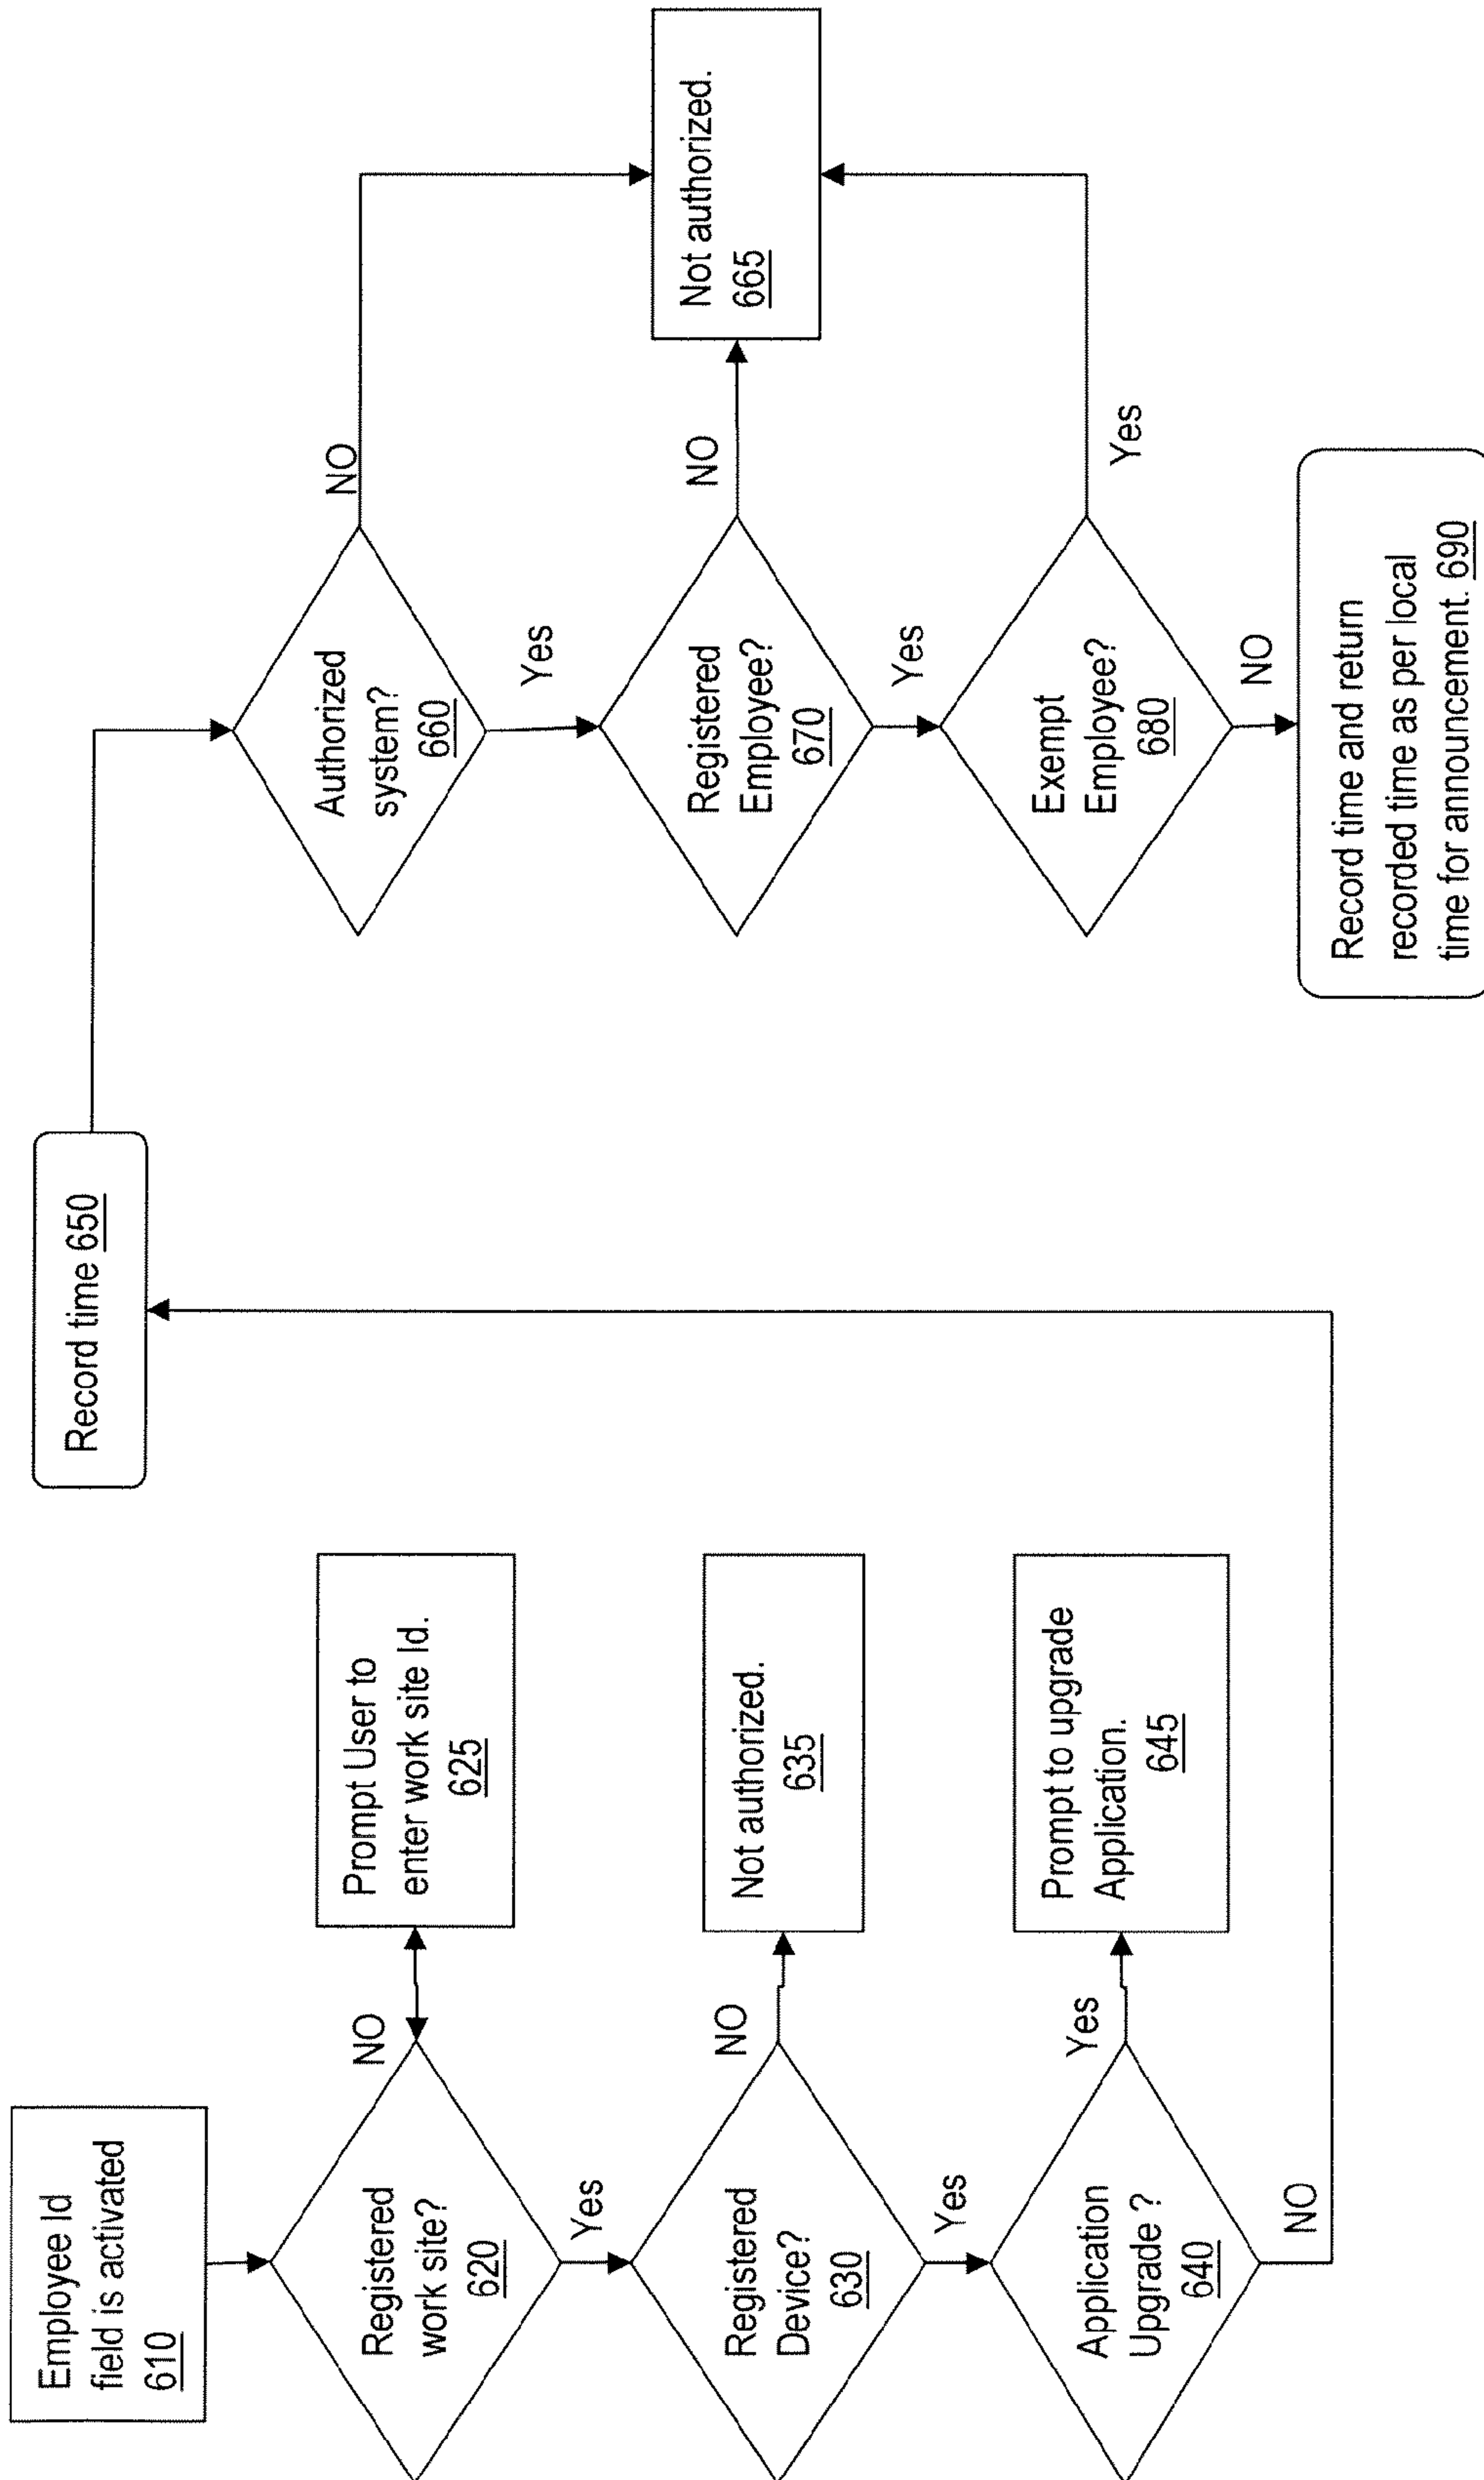 Employee Id
field is activated
610
Registered
work site?
620
NO
Prompt User to
enter work site Id.
625
Yes
Registered
Device?
630
NO
Not authorized.
635
Yes
Application
Upgrade ?
640
Yes
Prompt to upgrade
Application.
645
NO
Record time 650
Authorized
system?
660
NO
Not authorized.
665
Yes
Registered
Employee?
670
NO
Yes
Exempt
Employee?
680
Yes
NO
Record time and return
recorded time as per local
time for announcement. 690